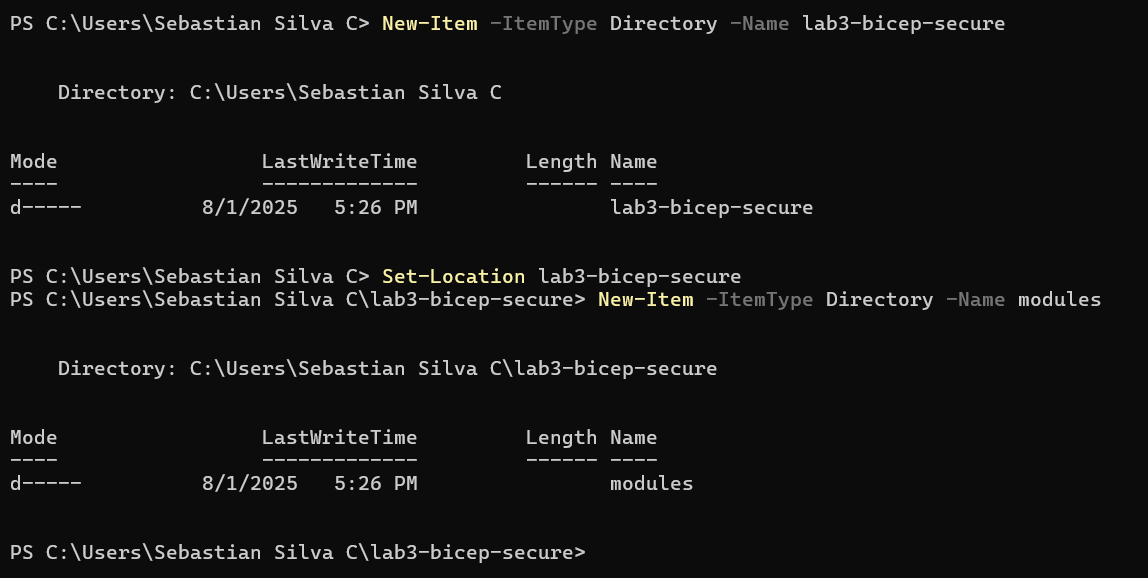 PS C:\Users\Sebastian Silva C> New-Item -ItemType Directory -Name lab3-bicep-secure
Directory: C:\Users\Sebastian Silva C
Mode                 LastWriteTime         Length Name
----                 -------------         ------ ----
d-----          8/1/2025   5:26 PM                lab3-bicep-secure
PS C:\Users\Sebastian Silva C> Set-Location lab3-bicep-secure
PS C:\Users\Sebastian Silva C\lab3-bicep-secure> New-Item -ItemType Directory -Name modules
Directory: C:\Users\Sebastian Silva C\lab3-bicep-secure
Mode                 LastWriteTime         Length Name
----                 -------------         ------ ----
d-----          8/1/2025   5:26 PM                modules
PS C:\Users\Sebastian Silva C\lab3-bicep-secure>